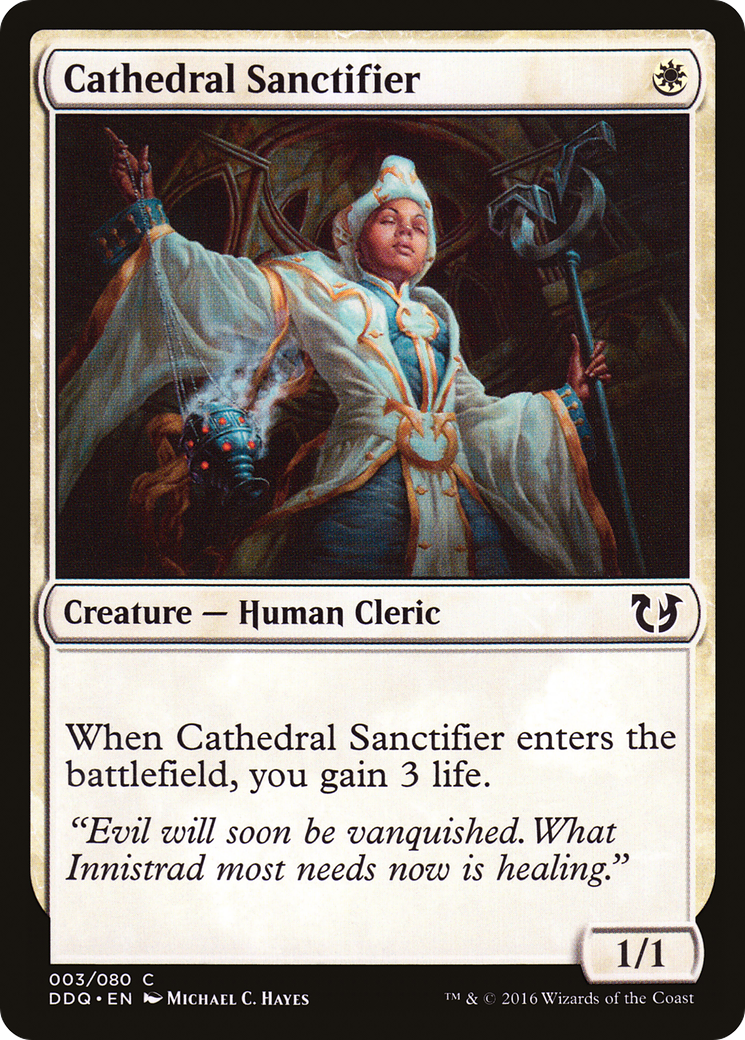 Cathedral Sanctifier
Creature — Human Cleric
When Cathedral Sanctifier enters the
battlefield, you gain 3 life.
“Evil will soon be vanquished. What
Innistrad most needs now is healing.”
1/1
003/080 C
DDQ • EN Michael C. Hayes
™ & © 2016 Wizards of the Coast